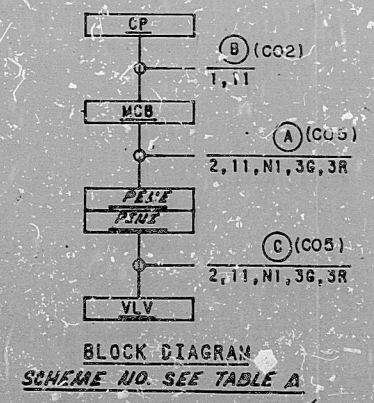 CP
B (CO2)
1,11
MCB
A (CO5)
2,11,N1,3G,3R
PINS
C (CO5)
2,11,N1,3G,3R
VLV
BLOCK DIAGRAM
SCHEME NO. SEE TABLE A